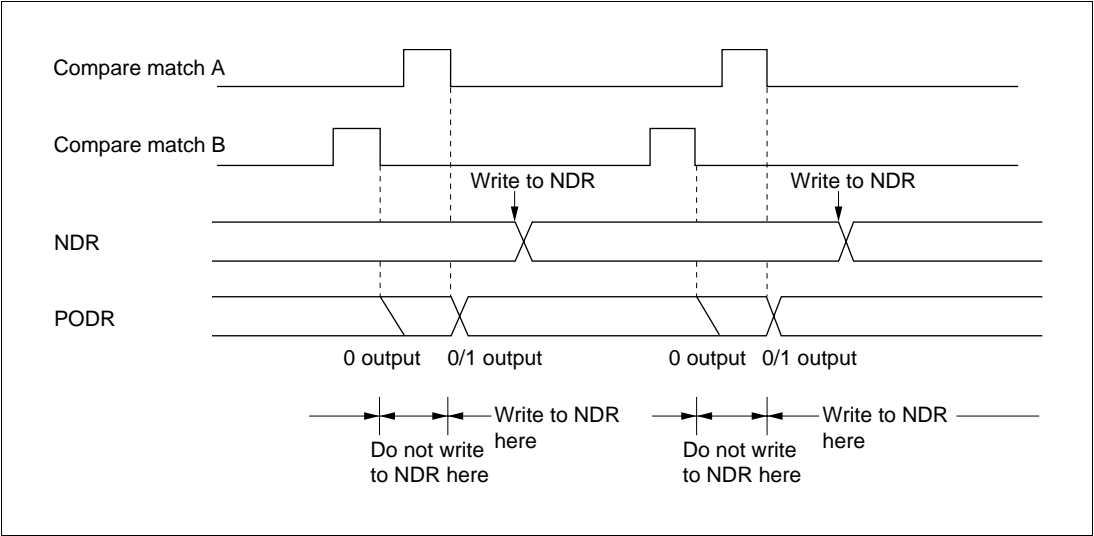 Compare match A
Compare match B
Write to NDR
Write to NDR
NDR
PODR
0 output
0/1 output
0 output
0/1 output
Write to NDR
here
Write to NDR
here
Do not write
to NDR here
Do not write
to NDR here